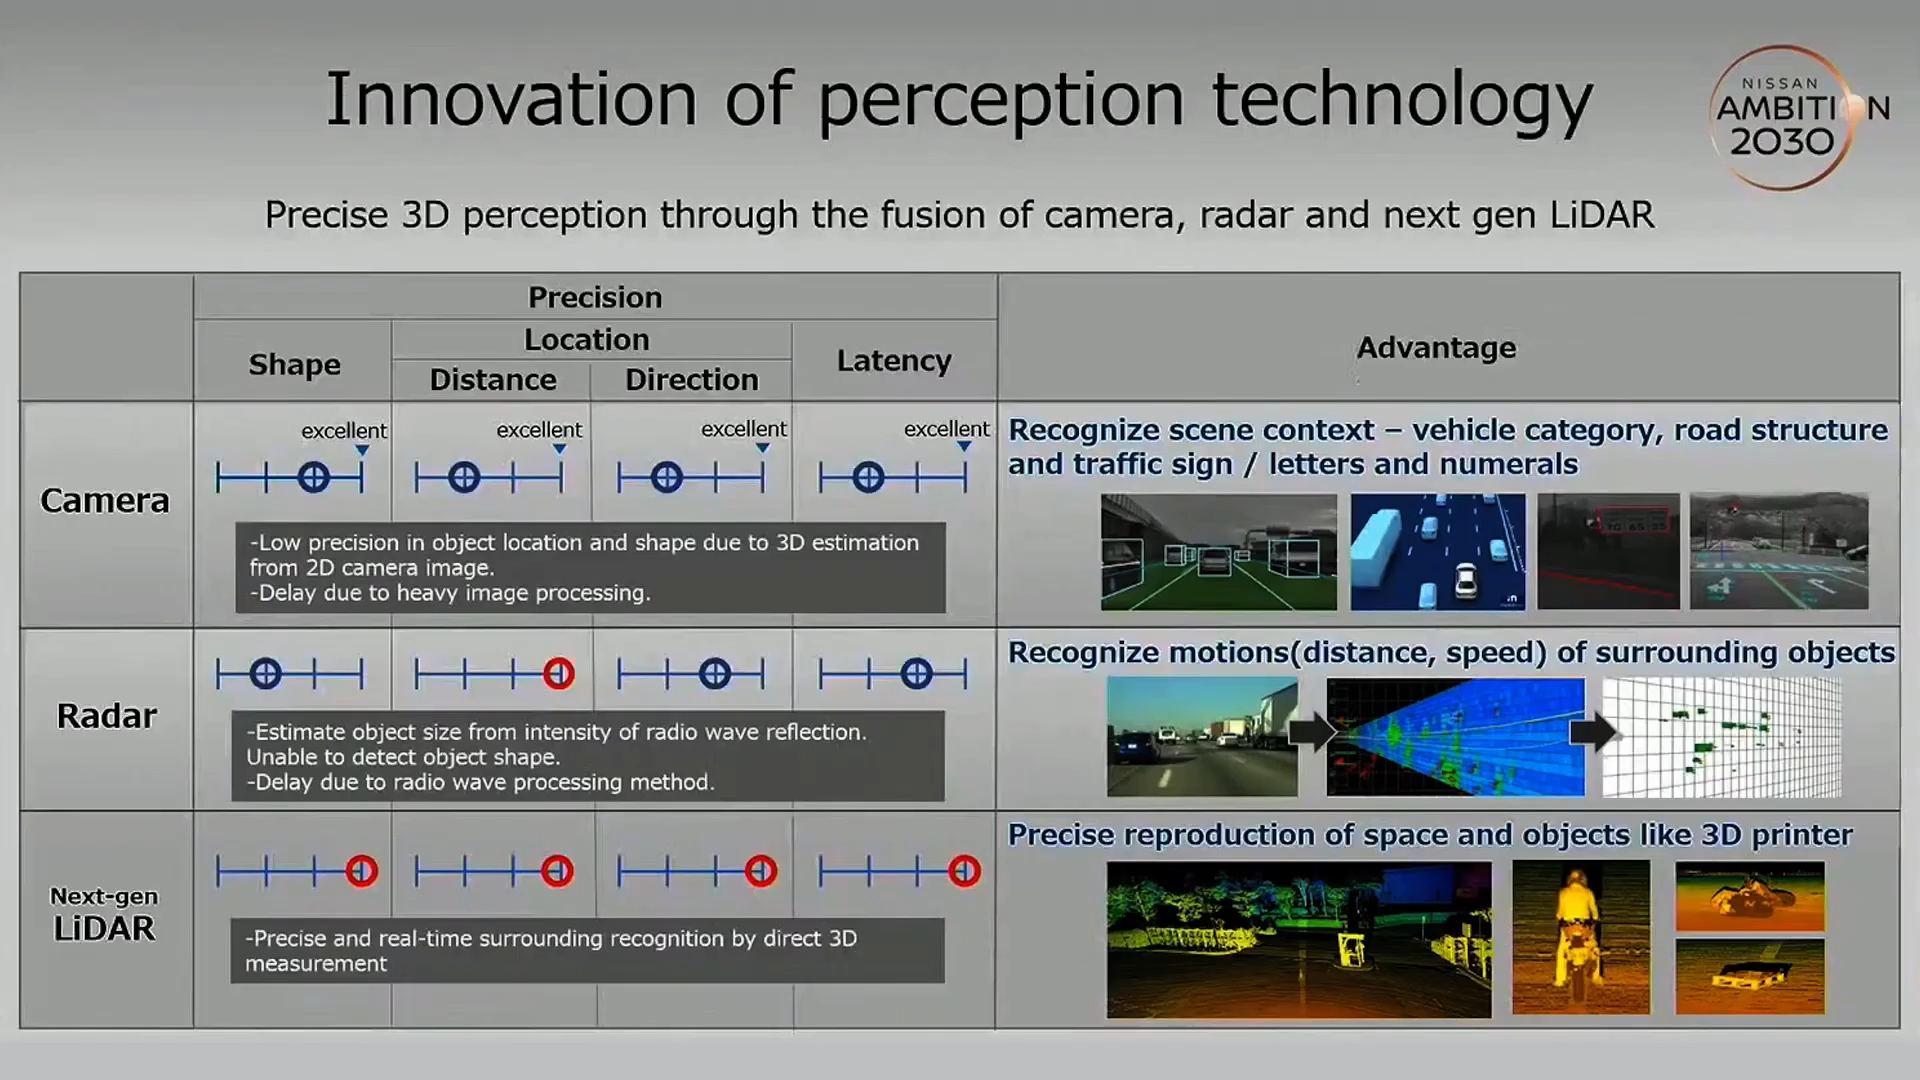 Innovation of perception technology
NISSAN
AMBITION
2030
Precise 3D perception through the fusion of camera, radar and next gen LiDAR
Precision
Advantage
Shape
Location
Latency
Distance
Direction
Camera
excellent
excellent
excellent
excellent
-Low precision in object location and shape due to 3D estimation
from 2D camera image.
-Delay due to heavy image processing.
Recognize scene context – vehicle category, road structure
and traffic sign / letters and numerals
Radar
-Estimate object size from intensity of radio wave reflection.
Unable to detect object shape.
-Delay due to radio wave processing method.
Recognize motions(distance, speed) of surrounding objects
Next-gen
LiDAR
-Precise and real-time surrounding recognition by direct 3D
measurement
Precise reproduction of space and objects like 3D printer